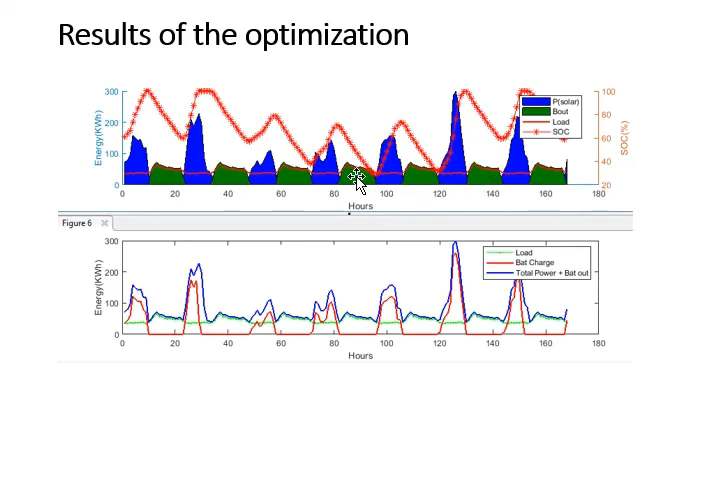 Results of the optimization
300
200
100
0
Energy(KWh)
100
80
60
40
20
SOC(%)
P(solar)
Bout
Load
SOC
0 20 40 60 80 100 120 140 160 180
Hours
Figure 6
300
200
100
0
Energy(KWh)
Load
Bat Charge
Total Power + Bat out
0 20 40 60 80 100 120 140 160 180
Hours